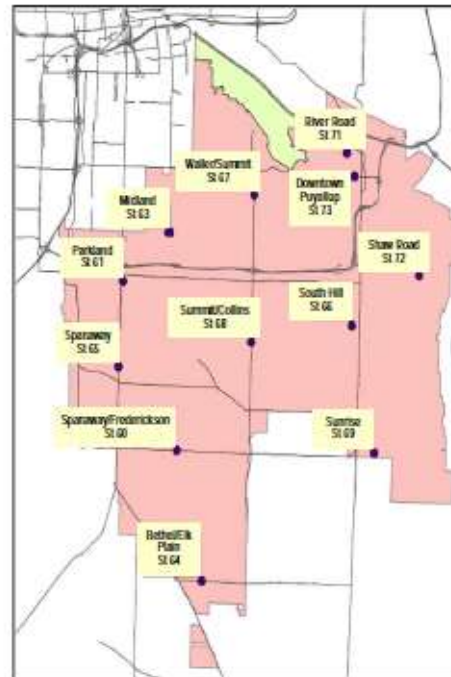 River Road
St 71
Waller/Summit
St 67
Downtown
Puyallup
St 73
Midland
St 63
Parkland
St 61
Shaw Road
St 72
South Hill
St 66
Summit/Collins
St 68
Spanaway
St 65
Spanaway/Frederickson
St 60
Sunrise
St 69
Bethel/Elk
Plain
St 64